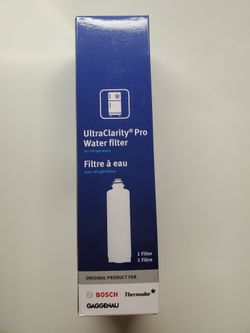 UltraClarity® Pro
Water filter
for refrigerators
Filtre à eau
pour réfrigérateurs
1 Filter
1 Filtre
ORIGINAL PRODUCT FOR
BOSCH Thermador
GAGGENAU